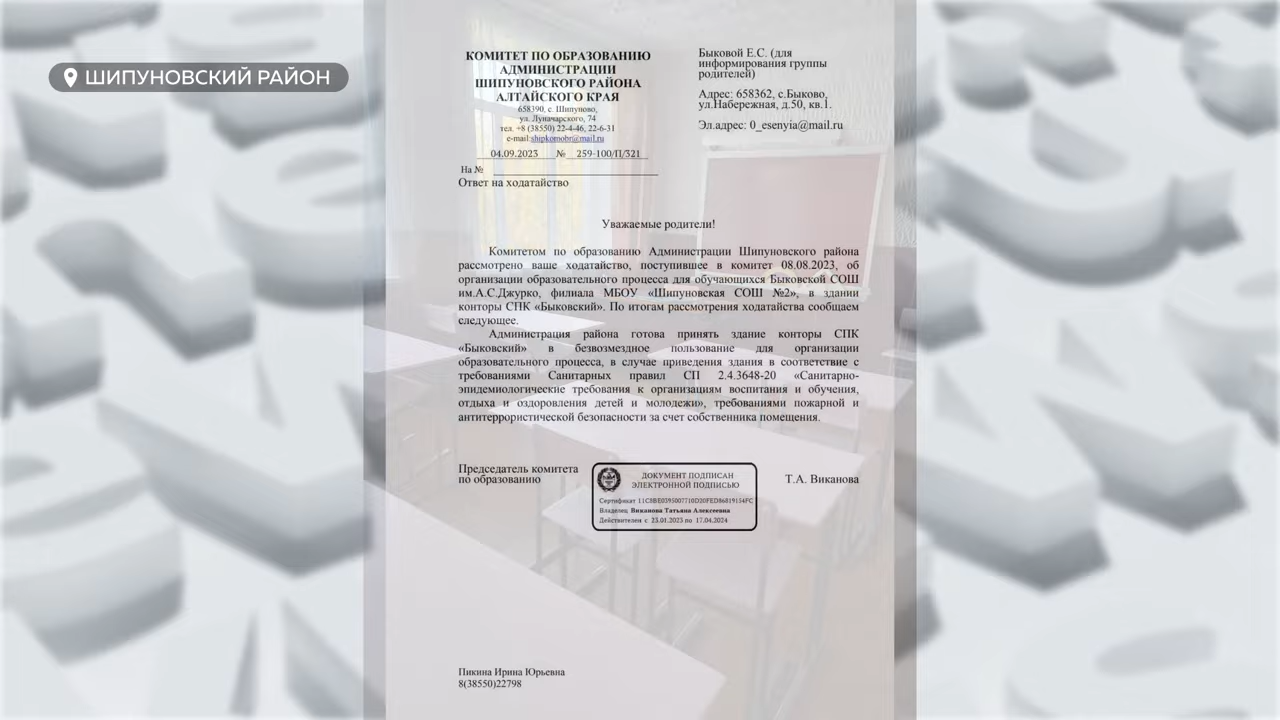 ШИПУНОВСКИЙ РАЙОН
КОМИТЕТ ПО ОБРАЗОВАНИЮ
АДМИНИСТРАЦИИ
ШИПУНОВСКОГО РАЙОНА
АЛТАЙСКОГО КРАЯ
658390, с. Шипуново,
ул. Луначарского, 74
тел. +8 (38550) 22-4-46, 22-6-31
e-mail:shipkomobr@mail.ru
04.09.2023 № 259-100/П/321
На №
Ответ на ходатайство
Быковой Е.С. (для
информирования группы
родителей)
Адрес: 658362, с.Быково,
ул.Набережная, д.50, кв.1.
Эл.адрес: 0_esenyia@mail.ru
Уважаемые родители!
Комитетом по образованию Администрации Шипуновского района
рассмотрено ваше ходатайство, поступившее в комитет 08.08.2023, об
организации образовательного процесса для обучающихся Быковской СОШ
им.А.С.Джурко, филиала МБОУ «Шипуновская СОШ №2», в здании
конторы СПК «Быковский». По итогам рассмотрения ходатайства сообщаем
следующее.
Администрация района готова принять здание конторы СПК
«Быковский» в безвозмездное пользование для организации
образовательного процесса, в случае приведения здания в соответствие с
требованиями Санитарных правил СП 2.4.3648-20 «Санитарно-
эпидемиологические требования к организациям воспитания и обучения,
отдыха и оздоровления детей и молодежи», требованиями пожарной и
антитеррористической безопасности за счет собственника помещения.
Председатель комитета
по образованию
ДОКУМЕНТ ПОДПИСАН
ЭЛЕКТРОННОЙ ПОДПИСЬЮ
Сертификат
Владелец Виканова Татьяна Алексеевна
Действителен с 23.01.2023 по 17.04.2024
Т.А. Виканова
Пикина Ирина Юрьевна
8(38550)22798